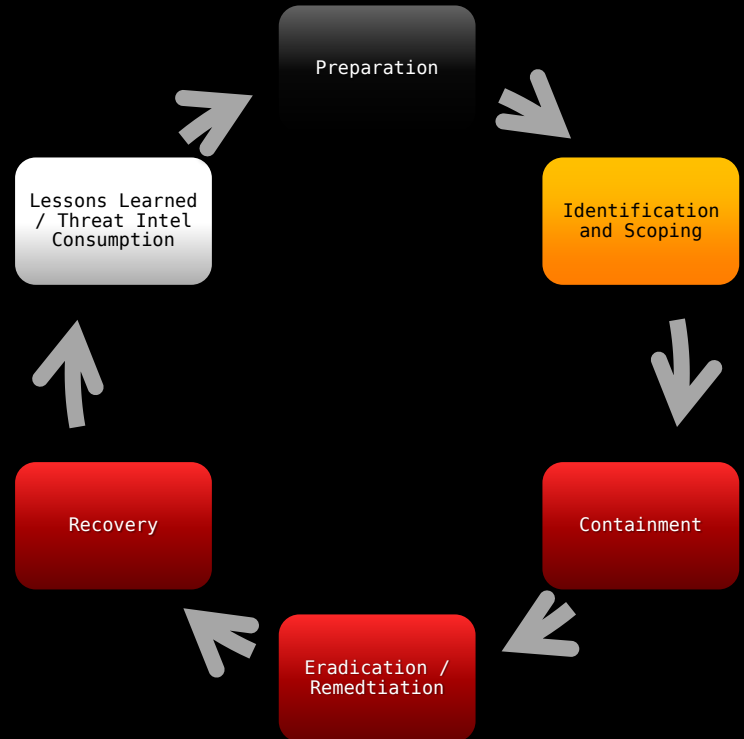 Preparation
Identification
and Scoping
Containment
Eradication /
Remedtiation
Recovery
Lessons Learned
/ Threat Intel
Consumption